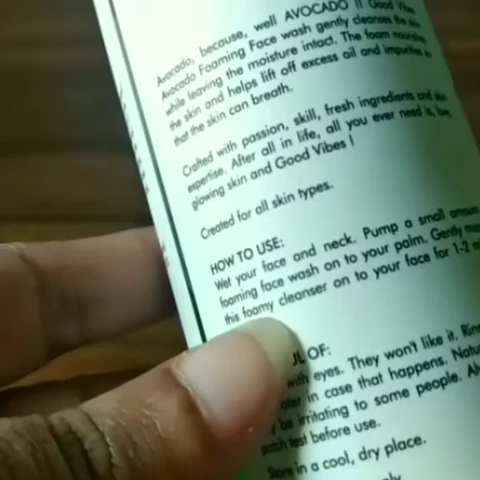 Avocado, because, well AVOCADO !! Good Vibes
Avocado Foaming Face wash gently cleanses the skin
while leaving the moisture intact. The foam nourishes
the skin and helps lift off excess oil and impurities so
that the skin can breath.
Crafted with passion, skill, fresh ingredients and skin
expertise. After all in life, all you ever need is, love,
glowing skin and Good Vibes !
Created for all skin types.
HOW TO USE:
Wet your face and neck. Pump a small amount
foaming face wash on to your palm. Gently
this foamy cleanser on to your face for 1-2
OF:
with eyes. They won't like it.
in case that happens.
be irritating to some people.
patch test before use.
Store in a cool, dry place.